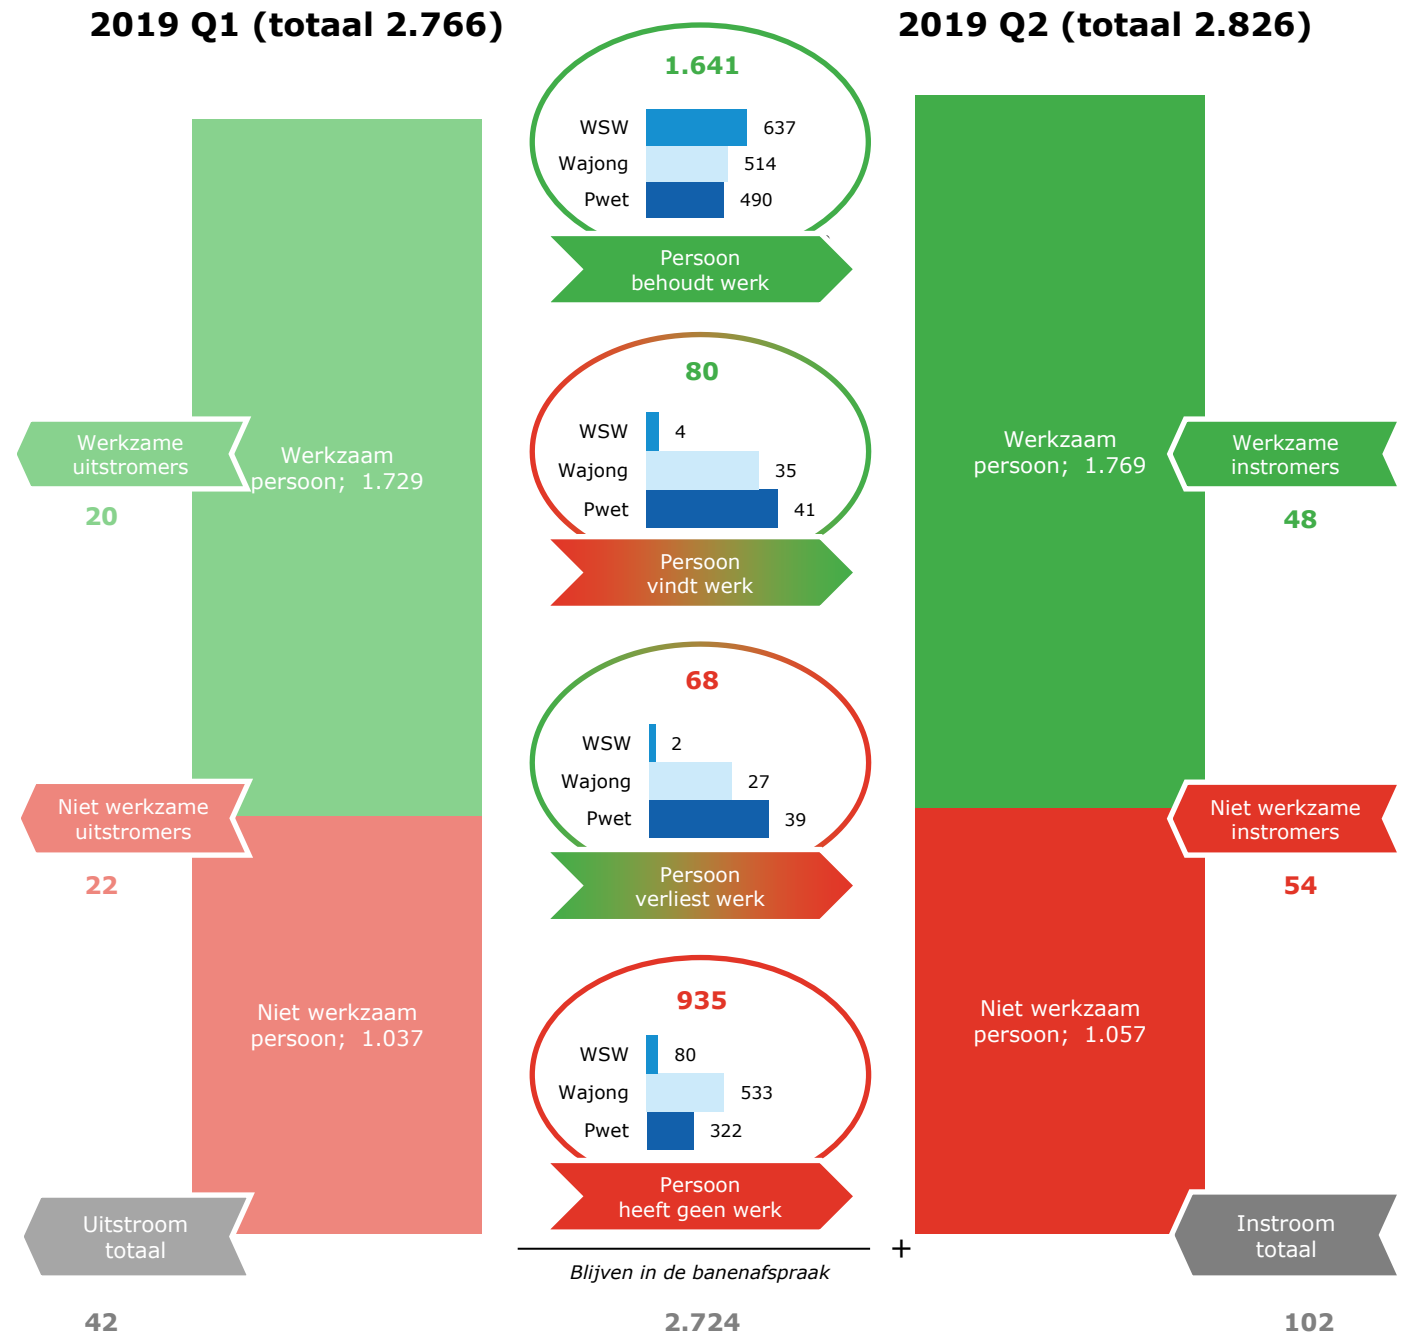 2019 Q1 (totaal 2.766)
2019 Q2 (totaal 2.826)
1.641
WSW 637
Wajong 514
Pwet 490
Persoon
behoudt werk
80
WSW 4
Wajong 35
Pwet 41
Persoon
vindt werk
68
WSW 2
Wajong 27
Pwet 39
Persoon
verliest werk
935
WSW 80
Wajong 533
Pwet 322
Persoon
heeft geen werk
Blijven in de banenafspraak
2.724
+
Werkzame
uitstromers
20
Werkzaam
persoon; 1.729
Niet werkzame
uitstromers
22
Niet werkzaam
persoon; 1.037
Uitstroom
totaal
42
Werkzaam
persoon; 1.769
Werkzame
instromers
48
Niet werkzame
instromers
54
Niet werkzaam
persoon; 1.057
Instroom
totaal
102